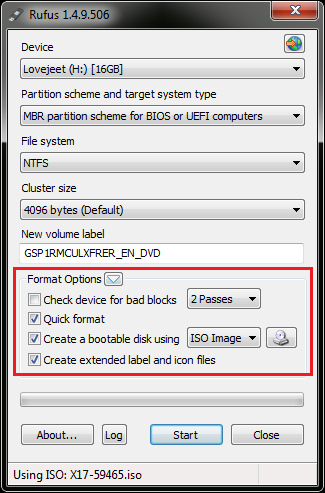 Rufus 1.4.9.506
Device
Lovejeet (H:) [16GB]
Partition scheme and target system type
MBR partition scheme for BIOS or UEFI computers
File system
NTFS
Cluster size
4096 bytes (Default)
New volume label
GSP1RMCULXFRER_EN_DVD
Format Options
Check device for bad blocks 2 Passes
Quick format
Create a bootable disk using ISO Image
Create extended label and icon files
About... Log Start Close
Using ISO: X17-59465.iso